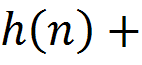 h(n) +